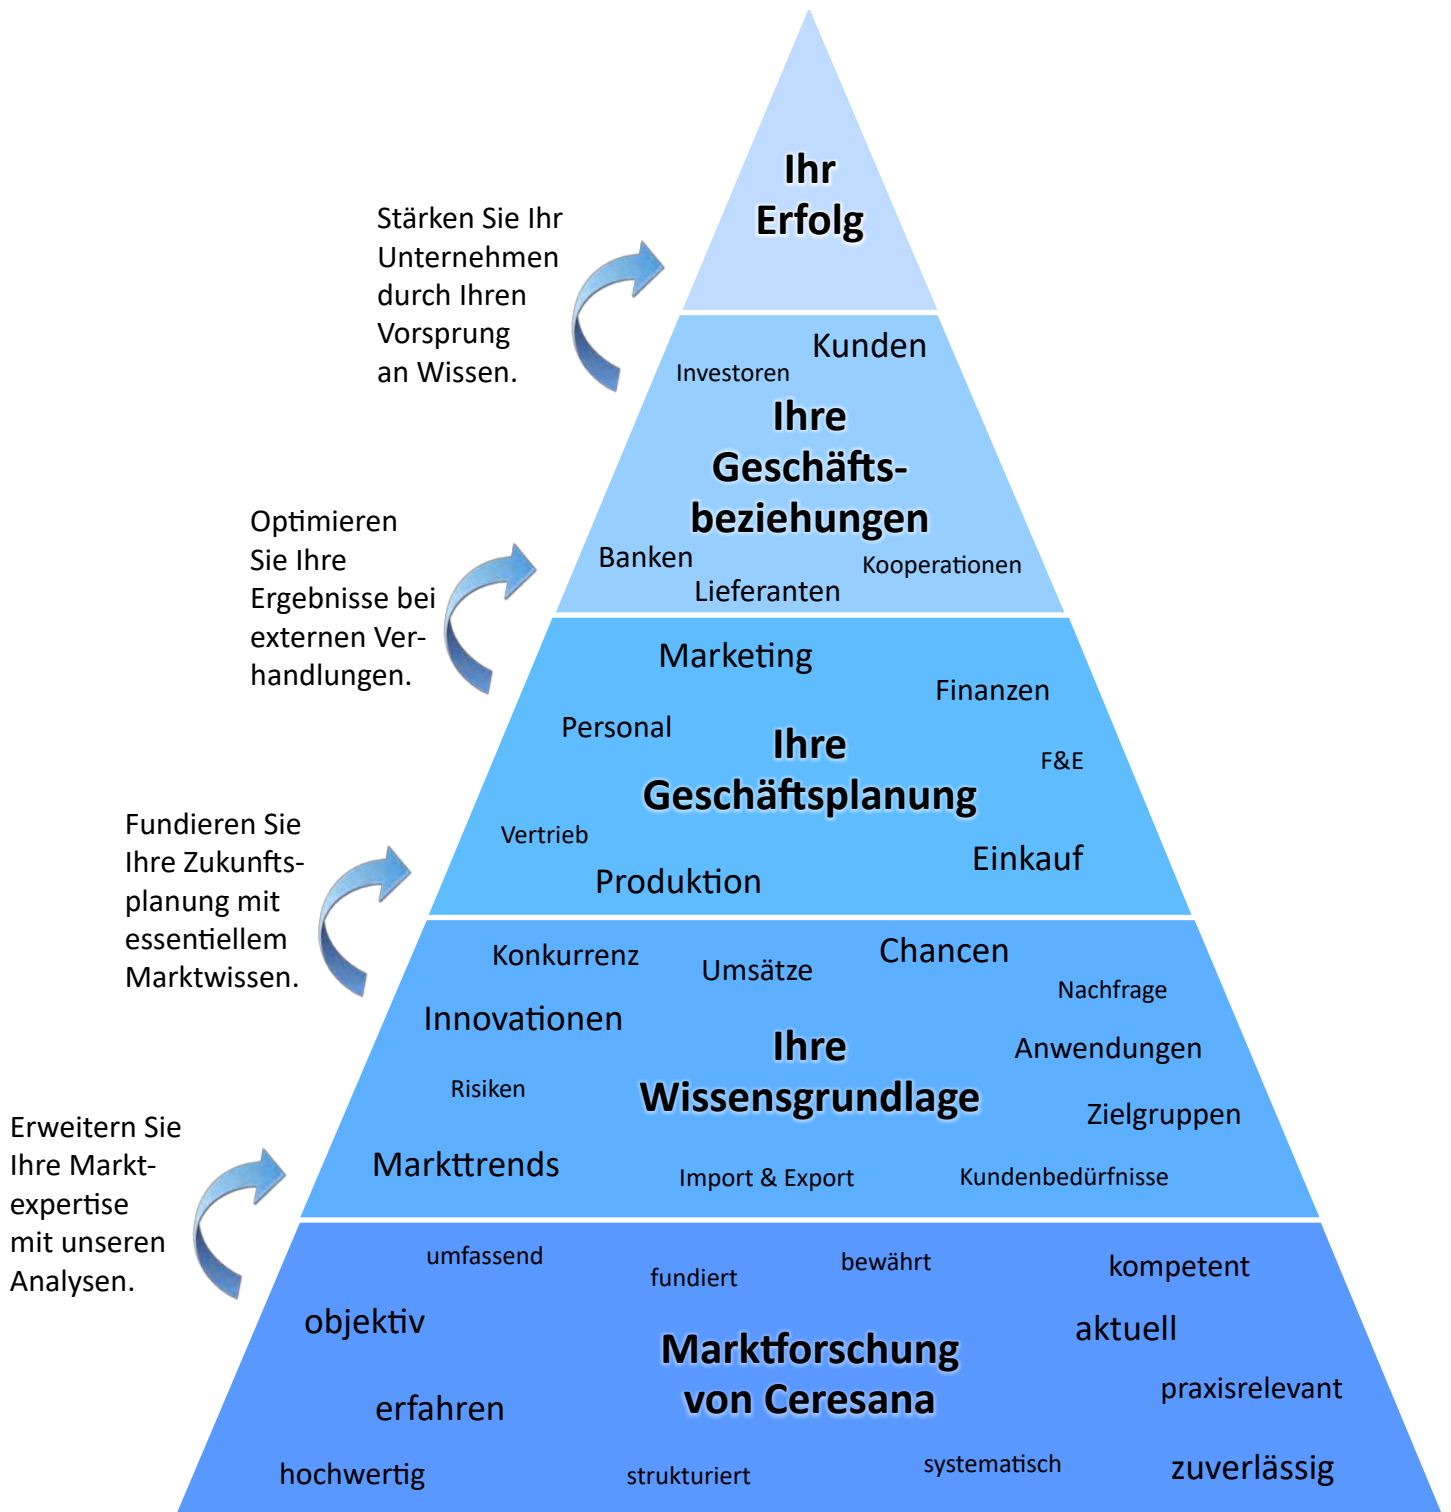 Ihr
Erfolg
Stärken Sie Ihr
Unternehmen
durch Ihren
Vorsprung
an Wissen.
Kunden
Investoren
Ihre
Geschäfts-
beziehungen
Banken
Kooperationen
Lieferanten
Optimieren
Sie Ihre
Ergebnisse bei
externen Ver-
handlungen.
Marketing
Finanzen
Personal
Ihre
Geschäftsplanung
F&E
Vertrieb
Einkauf
Produktion
Fundieren Sie
Ihre Zukunfts-
planung mit
essentiellem
Marktwissen.
Konkurrenz
Umsätze
Chancen
Nachfrage
Innovationen
Ihre
Wissensgrundlage
Anwendungen
Risiken
Zielgruppen
Markttrends
Import & Export
Kundenbedürfnisse
Erweitern Sie
Ihre Markt-
expertise
mit unseren
Analysen.
umfassend
fundiert
bewährt
kompetent
objektiv
aktuell
Marktforschung
von Ceresana
erfahren
praxisrelevant
hochwertig
strukturiert
systematisch
zuverlässig